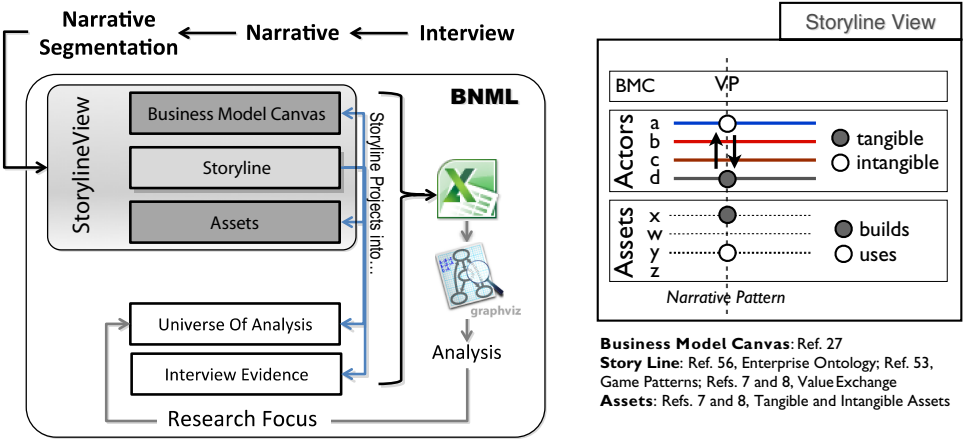 Narrative
Segmentation
Narrative
Interview
BNML
StorylineView
Business Model Canvas
Storyline
Assets
Storyline Projects into...
X
graphviz
Universe Of Analysis
Interview Evidence
Analysis
Research Focus
Storyline View
BMC
VP
Actors
a
b
c
d
tangible
intangible
Assets
x
w
y
z
builds
uses
Narrative Pattern
Business Model Canvas: Ref. 27
Story Line: Ref. 56, Enterprise Ontology; Ref. 53,
Game Patterns; Refs. 7 and 8, Value Exchange
Assets: Refs. 7 and 8, Tangible and Intangible Assets